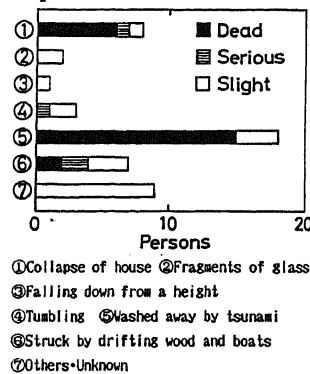 ① ■ Dead
② ▤ Serious
③ □ Slight
④
⑤
⑥
⑦
0 10 20
Persons
①Collapse of house ②Fragments of glass
③Falling down from a height
④Tumbling ⑤Washed away by tsunami
⑥Struck by drifting wood and boats
⑦Others・Unknown